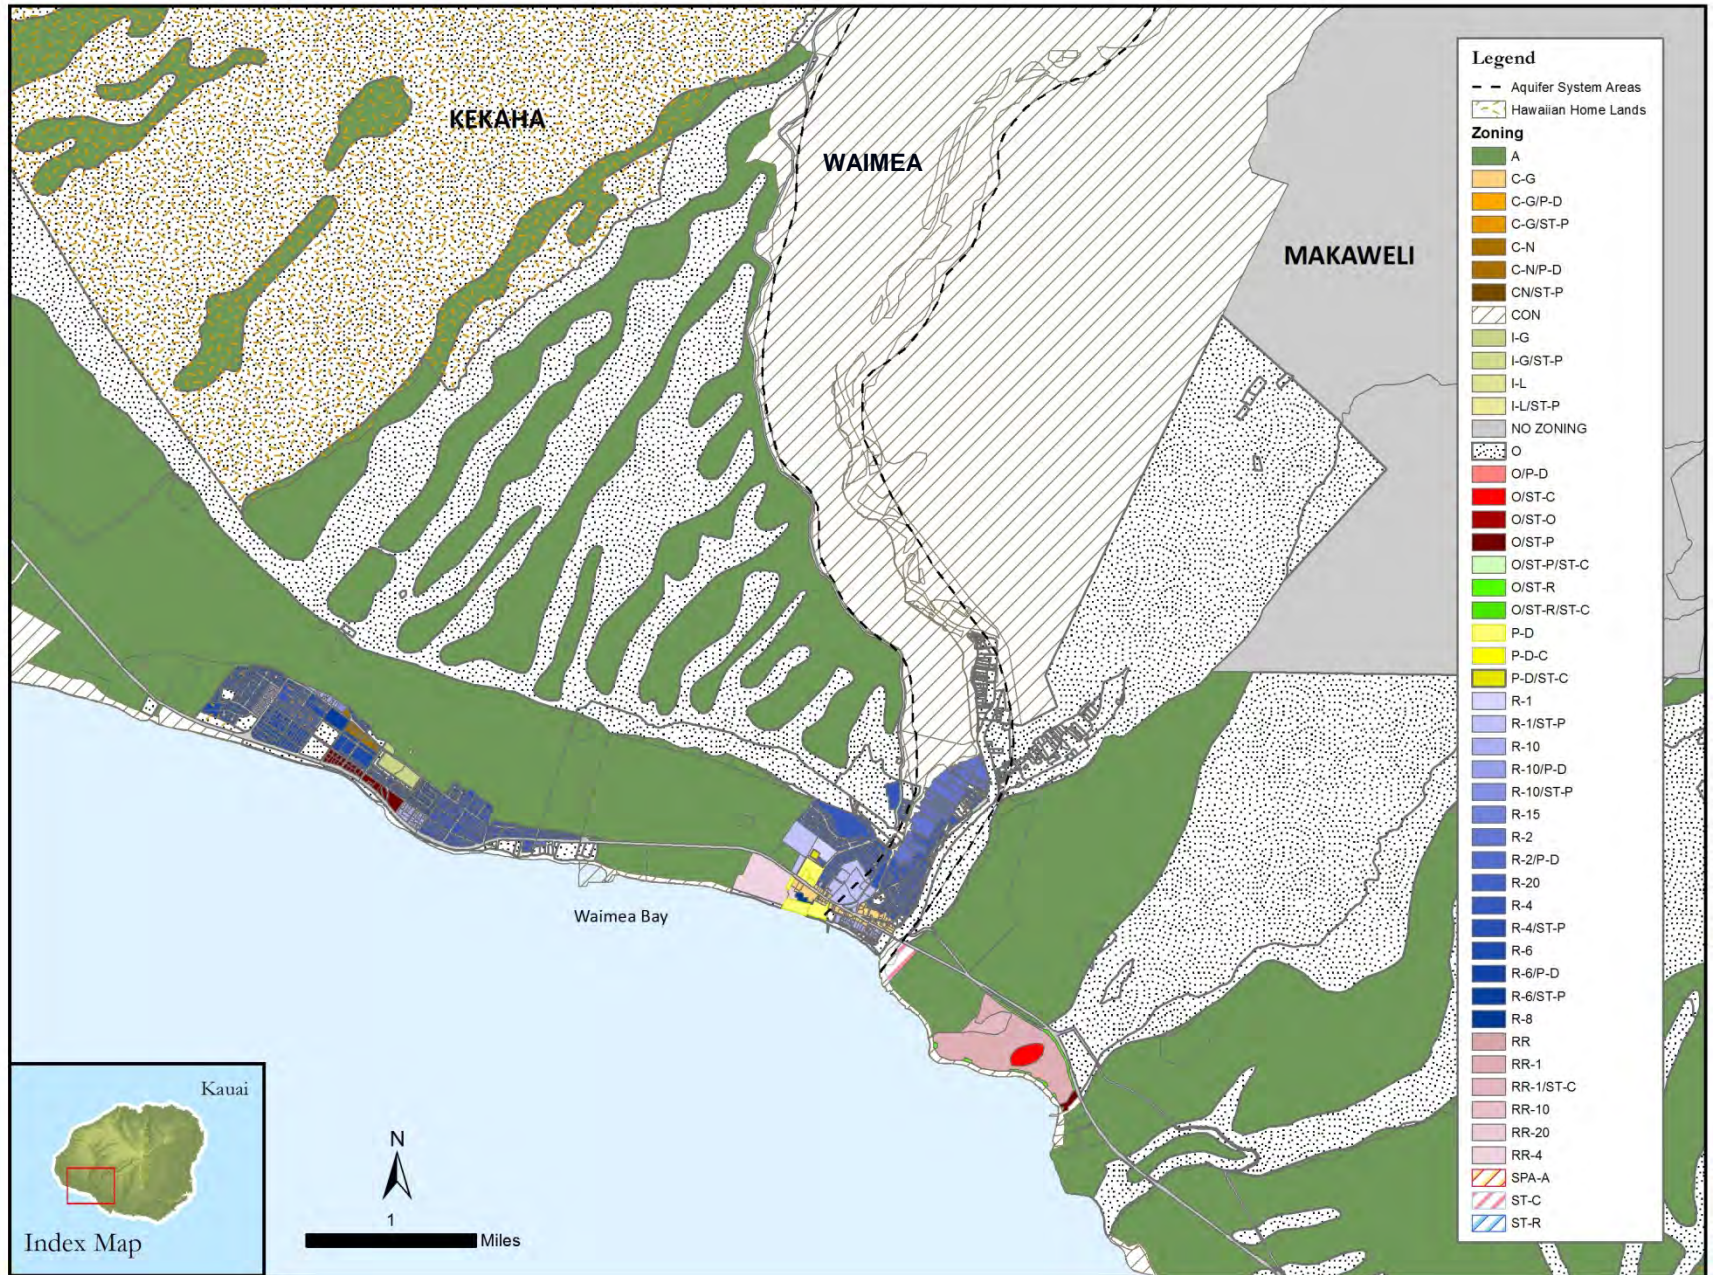 KEKAHA
WAIMEA
MAKAWELI
Waimea Bay
Legend
Aquifer System Areas
Hawaiian Home Lands
Zoning
A
C-G
C-G/P-D
C-G/ST-P
C-N
C-N/P-D
CN/ST-P
CON
I-G
I-G/ST-P
I-L
I-L/ST-P
NO ZONING
O
O/P-D
O/ST-C
O/ST-O
O/ST-P
O/ST-P/ST-C
O/ST-R
O/ST-R/ST-C
P-D
P-D-C
P-D/ST-C
R-1
R-1/ST-P
R-10
R-10/P-D
R-10/ST-P
R-15
R-2
R-2/P-D
R-20
R-4
R-4/ST-P
R-6
R-6/P-D
R-6/ST-P
R-8
RR
RR-1
RR-1/ST-C
RR-10
RR-20
RR-4
SPA-A
ST-C
ST-R
Kauai
Index Map
N
1
Miles